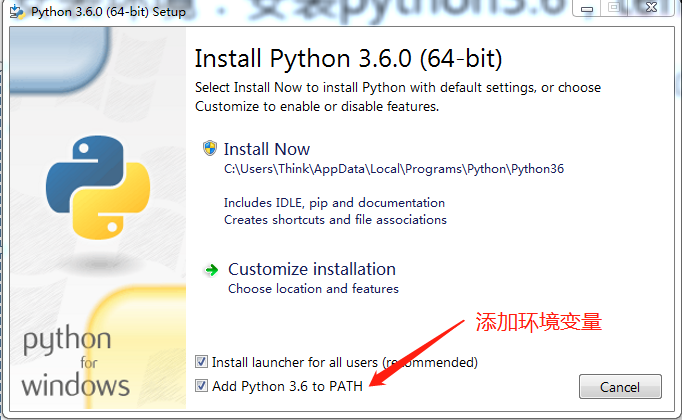 安装python3.6
Python 3.6.0 (64-bit) Setup
Install Python 3.6.0 (64-bit)
Select Install Now to install Python with default settings, or choose
Customize to enable or disable features.
Install Now
C:\Users\Think\AppData\Local\Programs\Python\Python36
Includes IDLE, pip and documentation
Creates shortcuts and file associations
Customize installation
Choose location and features
添加环境变量
python
for
windows
Install launcher for all users (recommended)
Add Python 3.6 to PATH
Cancel